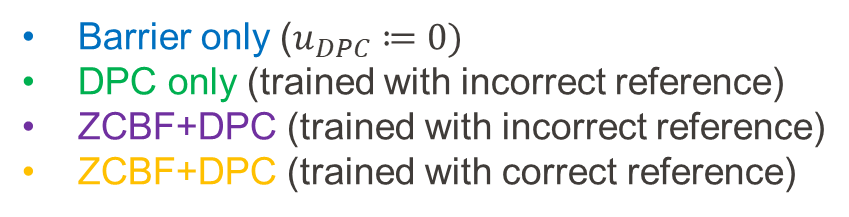 • Barrier only (𝑢𝐷𝑃𝐶 ≔ 0)
• DPC only (trained with incorrect reference)
• ZCBF+DPC (trained with incorrect reference)
• ZCBF+DPC (trained with correct reference)